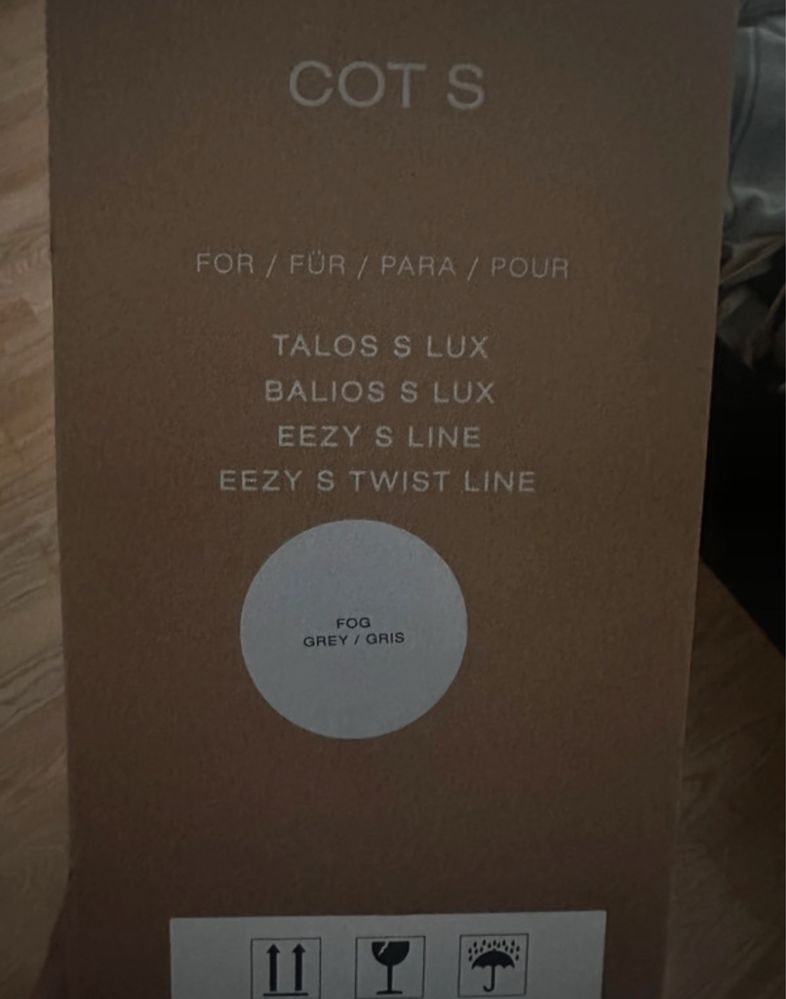 COT S
FOR / FÜR / PARA / POUR
TALOS S LUX
BALIOS S LUX
EEZY S LINE
EEZY S TWIST LINE
FOG
GREY / GRIS